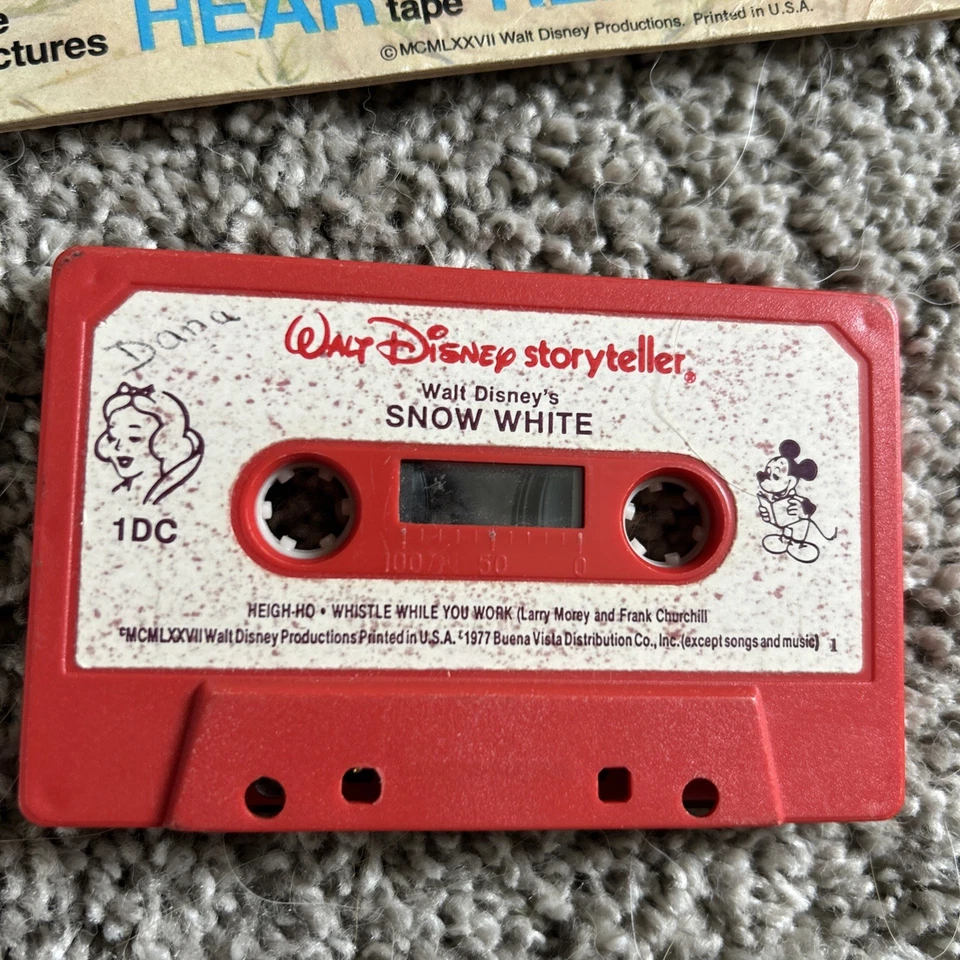 ctures HEAR tape
©MCMLXXVII Walt Disney Productions. Printed in U.S.A.
Dana
WALT DISNEY storyteller®
Walt Disney's
SNOW WHITE
1DC
100 50 0
HEIGH-HO • WHISTLE WHILE YOU WORK (Larry Morey and Frank Churchill
©MCMLXXVII Walt Disney Productions Printed in U.S.A. ©1977 Buena Vista Distribution Co., Inc. (except songs and music) 1